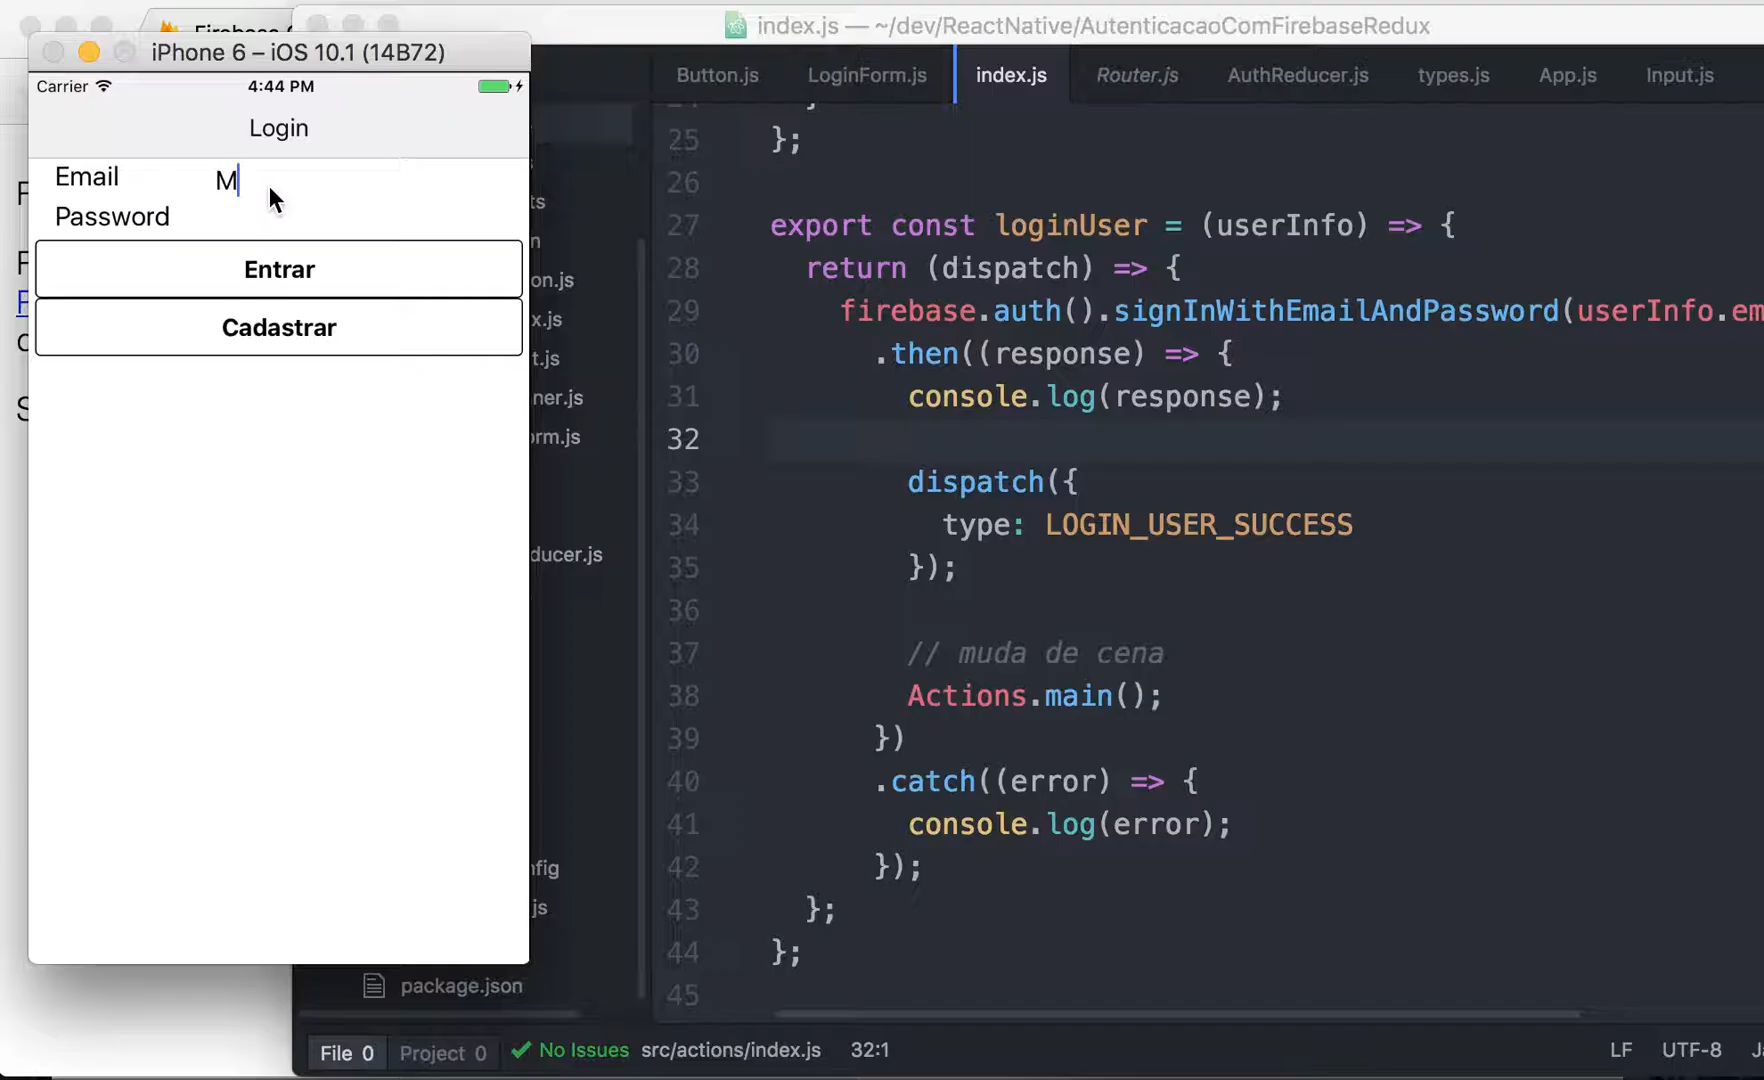 index.js — ~/dev/ReactNative/AutenticacaoComFirebaseRedux
iPhone 6 – iOS 10.1 (14B72)
Button.js LoginForm.js index.js Router.js AuthReducer.js types.js App.js Input.js
Carrier 4:44 PM
Login
Email M
Password
Entrar
Cadastrar
25 };
26
27 export const loginUser = (userInfo) => {
28 return (dispatch) => {
29 firebase.auth().signInWithEmailAndPassword(userInfo.em
30 .then((response) => {
31 console.log(response);
32
33 dispatch({
34 type: LOGIN_USER_SUCCESS
35 });
36
37 // muda de cena
38 Actions.main();
39 })
40 .catch((error) => {
41 console.log(error);
42 });
43 };
44 };
45
ts
n
on.js
x.js
t.js
ner.js
orm.js
ducer.js
nfig
js
package.json
File 0 Project 0 No Issues src/actions/index.js 32:1 LF UTF-8